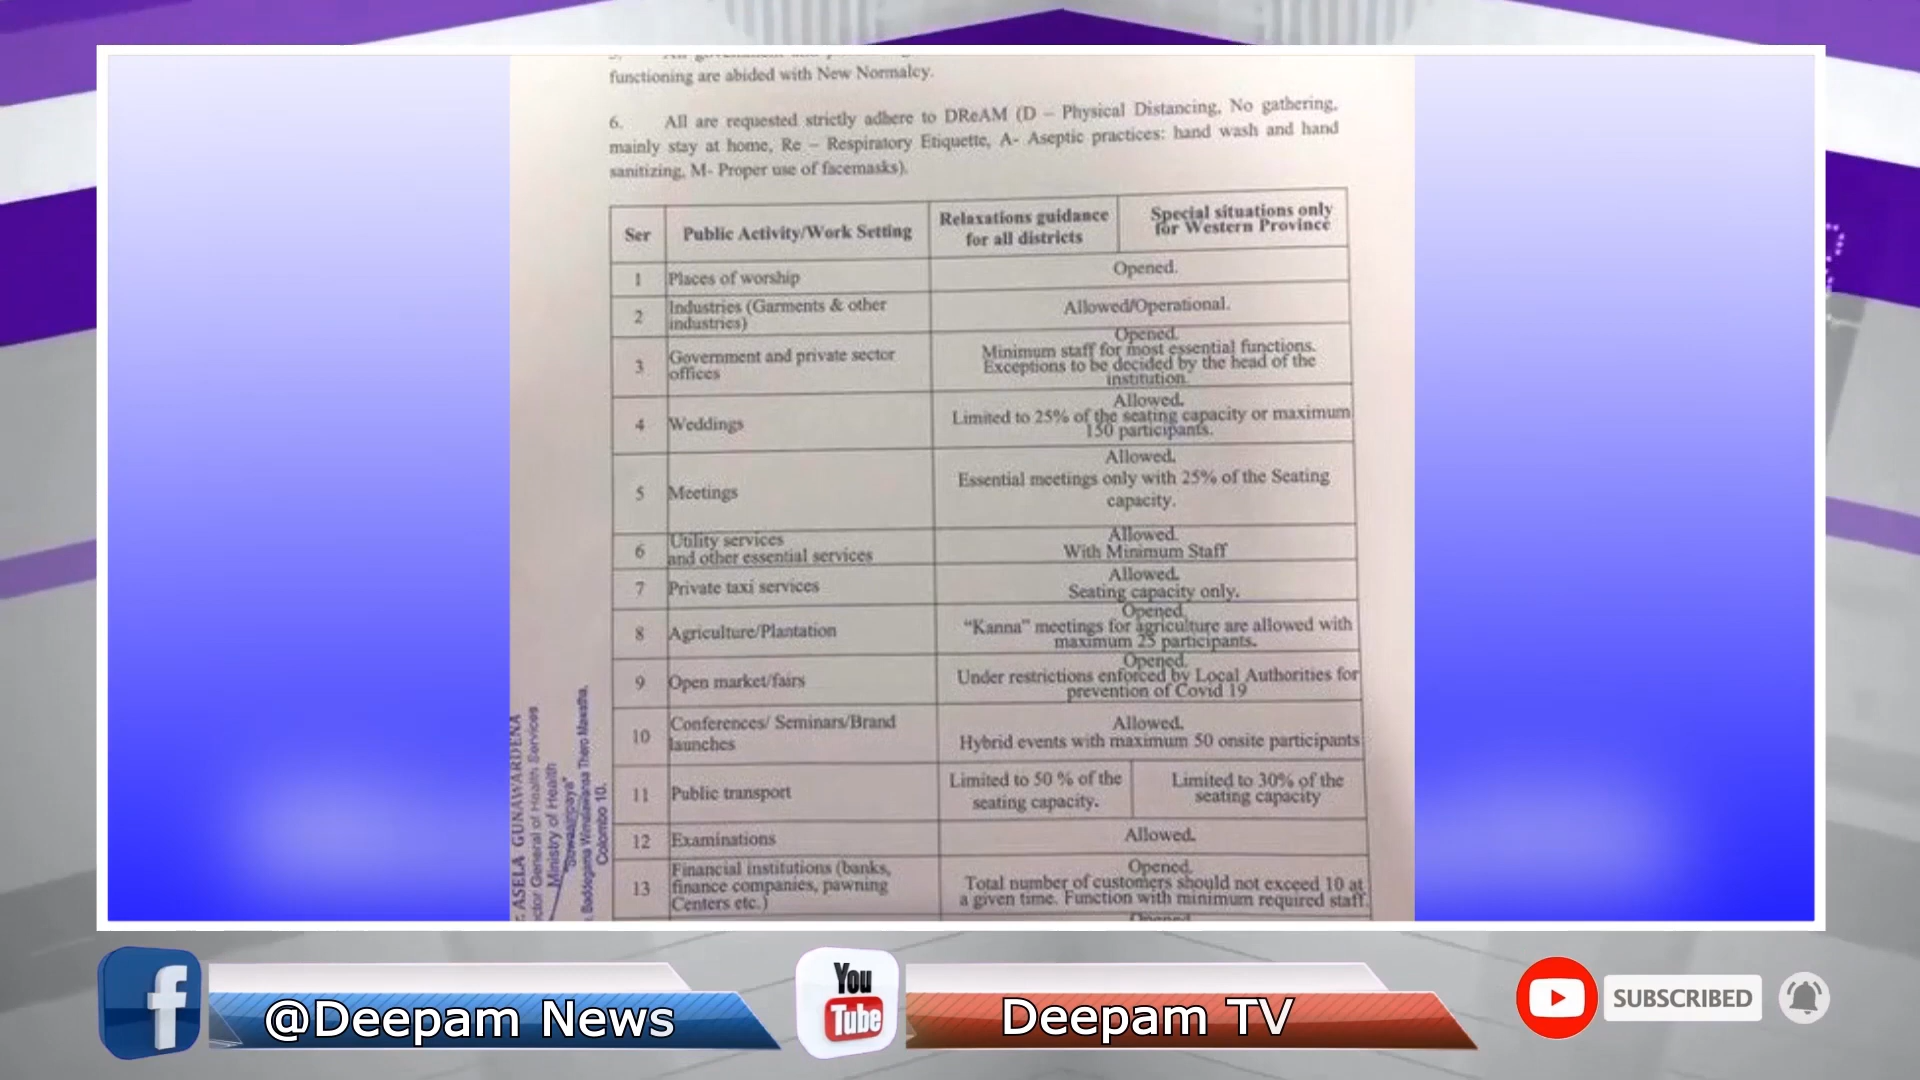 functioning are abided with New Normalcy.
6. All are requested strictly adhere to DReAM (D – Physical Distancing, No gathering,
mainly stay at home, Re – Respiratory Etiquette, A- Aseptic practices: hand wash and hand
sanitizing, M- Proper use of facemasks).
Ser
Public Activity/Work Setting
Relaxations guidance
for all districts
Special situations only
for Western Province
1
Places of worship
Opened.
2
Industries (Garments & other
industries)
Allowed/Operational.
3
Government and private sector
offices
Opened.
Minimum staff for most essential functions.
Exceptions to be decided by the head of the
institution.
4
Weddings
Allowed.
Limited to 25% of the seating capacity or maximum
150 participants.
5
Meetings
Allowed.
Essential meetings only with 25% of the Seating
capacity.
6
Utility services
and other essential services
Allowed.
With Minimum Staff
7
Private taxi services
Allowed.
Seating capacity only.
8
Agriculture/Plantation
Opened.
“Kanna” meetings for agriculture are allowed with
maximum 25 participants.
9
Open market/fairs
Opened.
Under restrictions enforced by Local Authorities for
prevention of Covid 19
10
Conferences/ Seminars/Brand
launches
Allowed.
Hybrid events with maximum 50 onsite participants
11
Public transport
Limited to 50 % of the
seating capacity.
Limited to 30% of the
seating capacity
12
Examinations
Allowed.
13
Financial institutions (banks,
finance companies, pawning
Centers etc.)
Opened.
Total number of customers should not exceed 10 at
a given time. Function with minimum required staff.
Opened
ASELA GUNAWARDENA
ctor General of Health Services
Ministry of Health
Baddegama Wimalawansa Thero Mawatha,
Colombo 10.
f
@Deepam News
You
Tube
Deepam TV
SUBSCRIBED